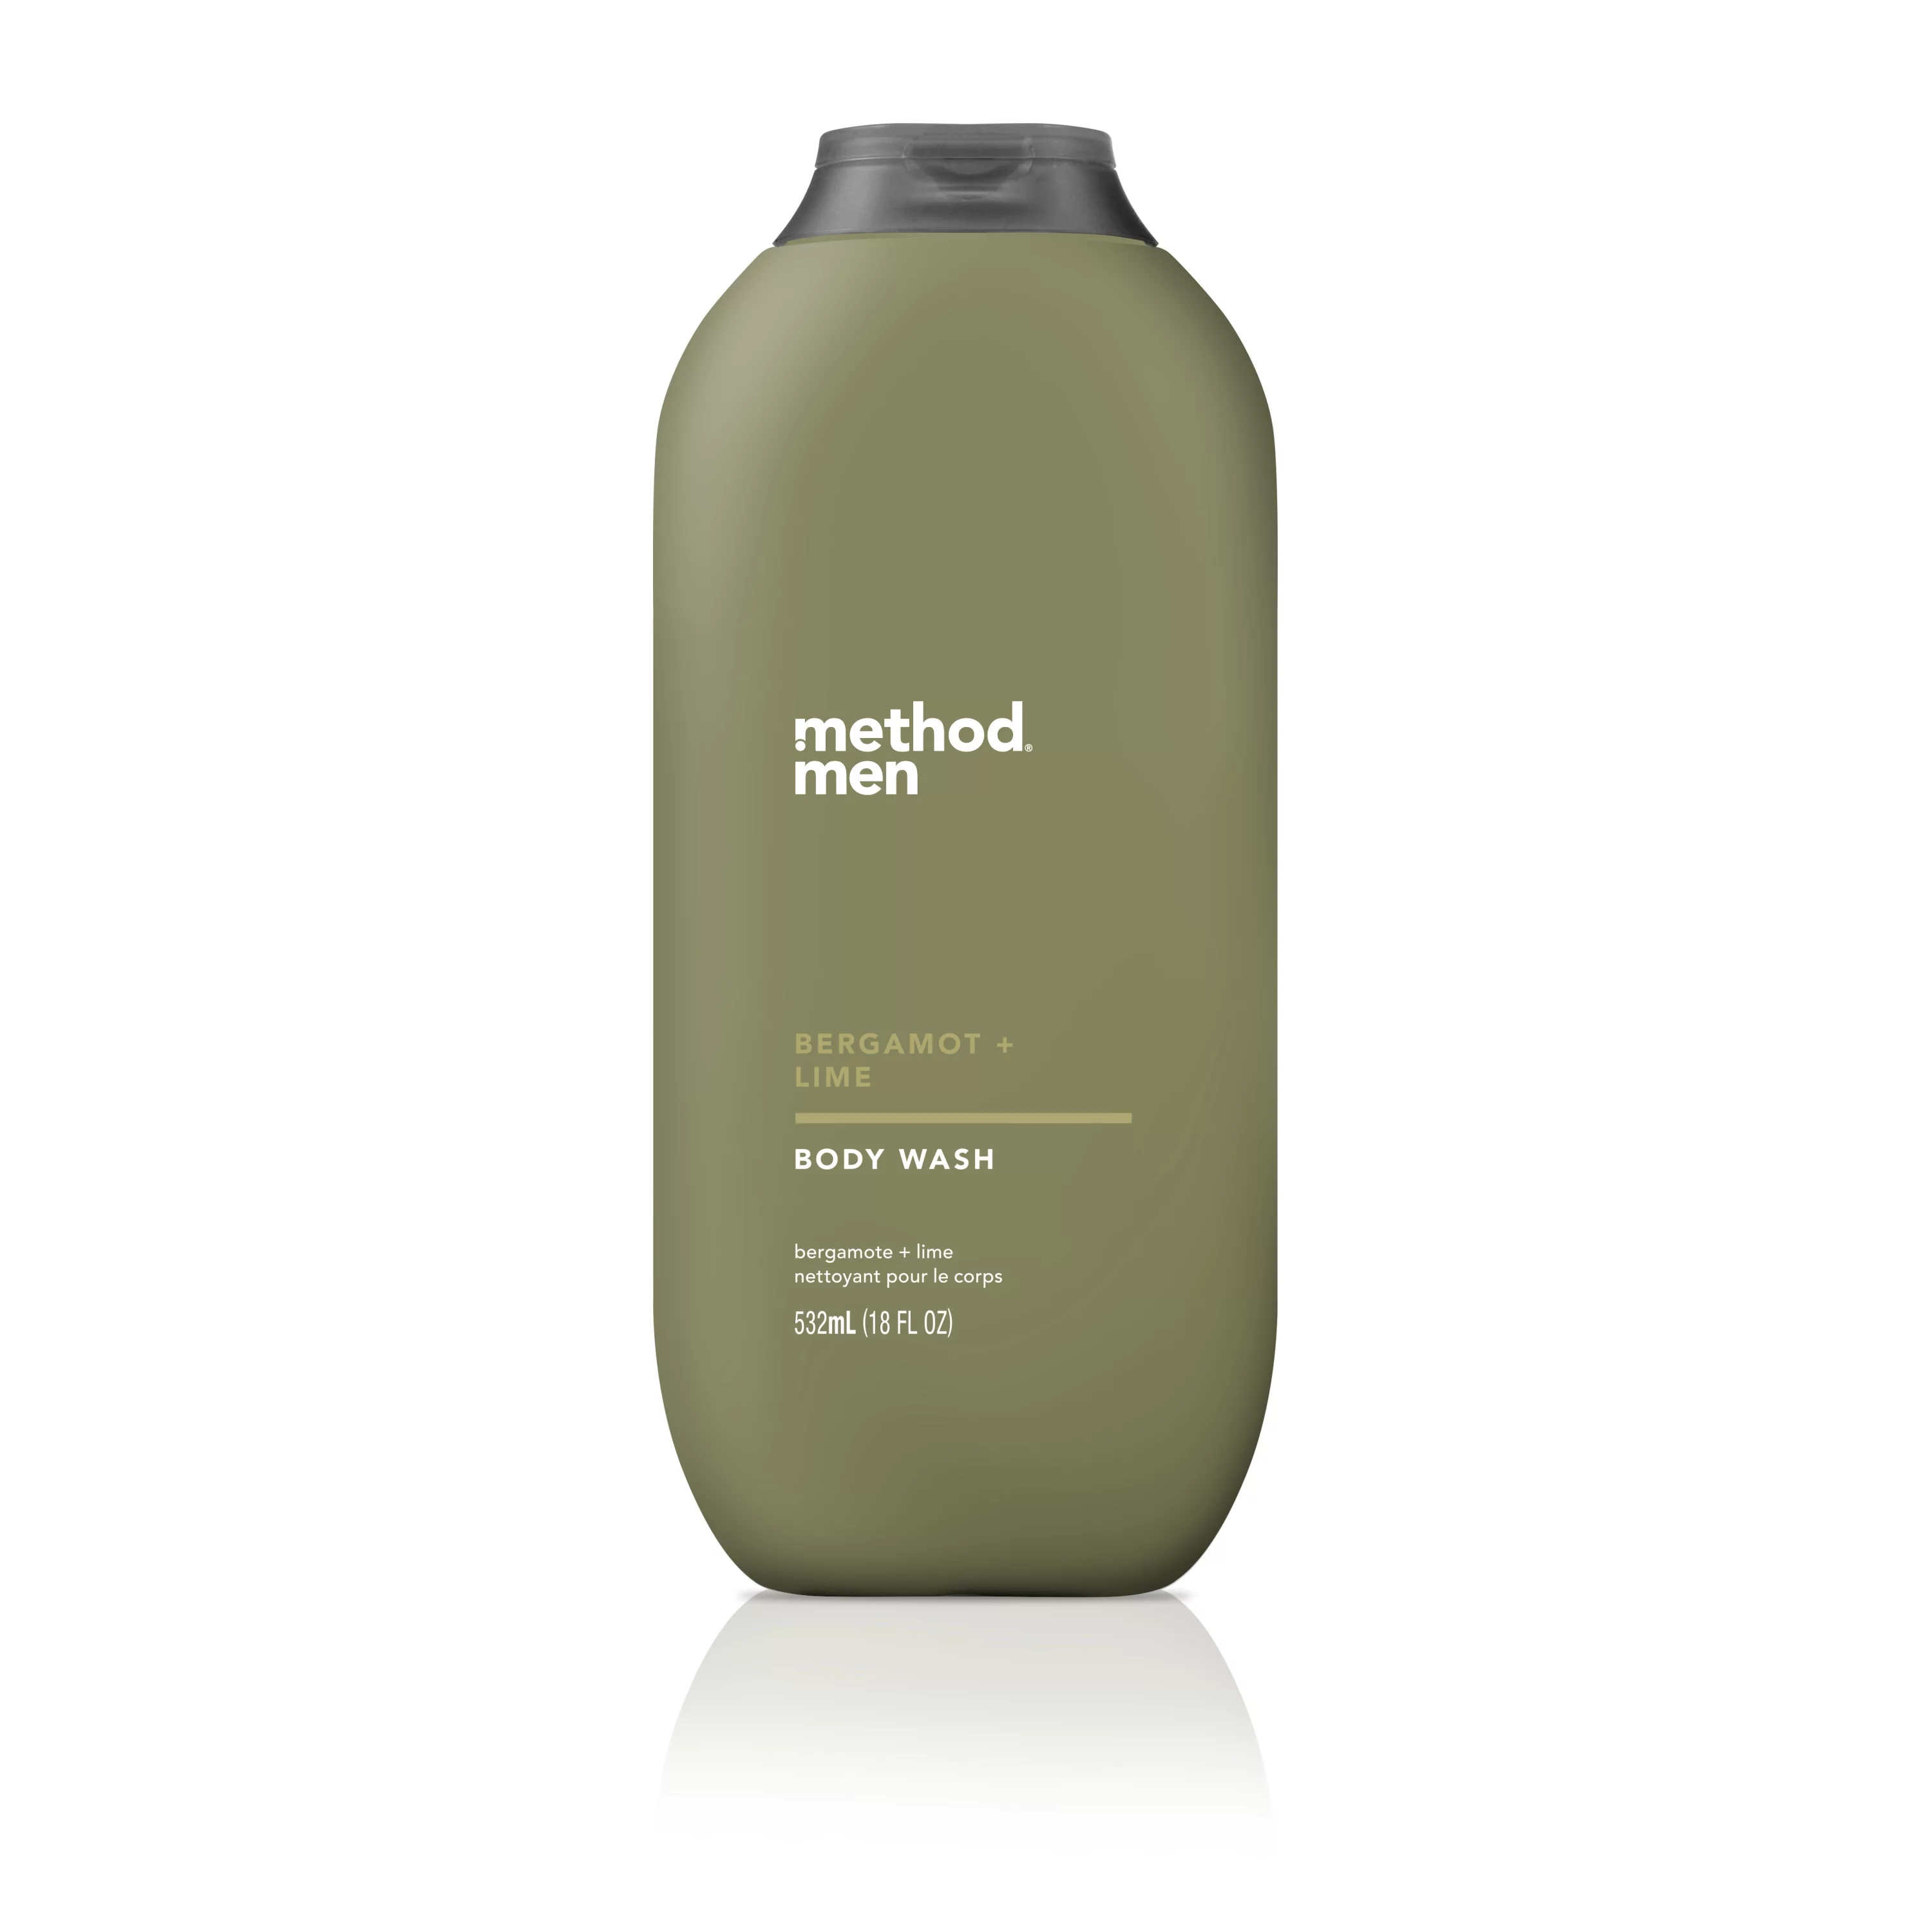 method®
men
BERGAMOT +
LIME
BODY WASH
bergamote + lime
nettoyant pour le corps
532mL (18 FL OZ)